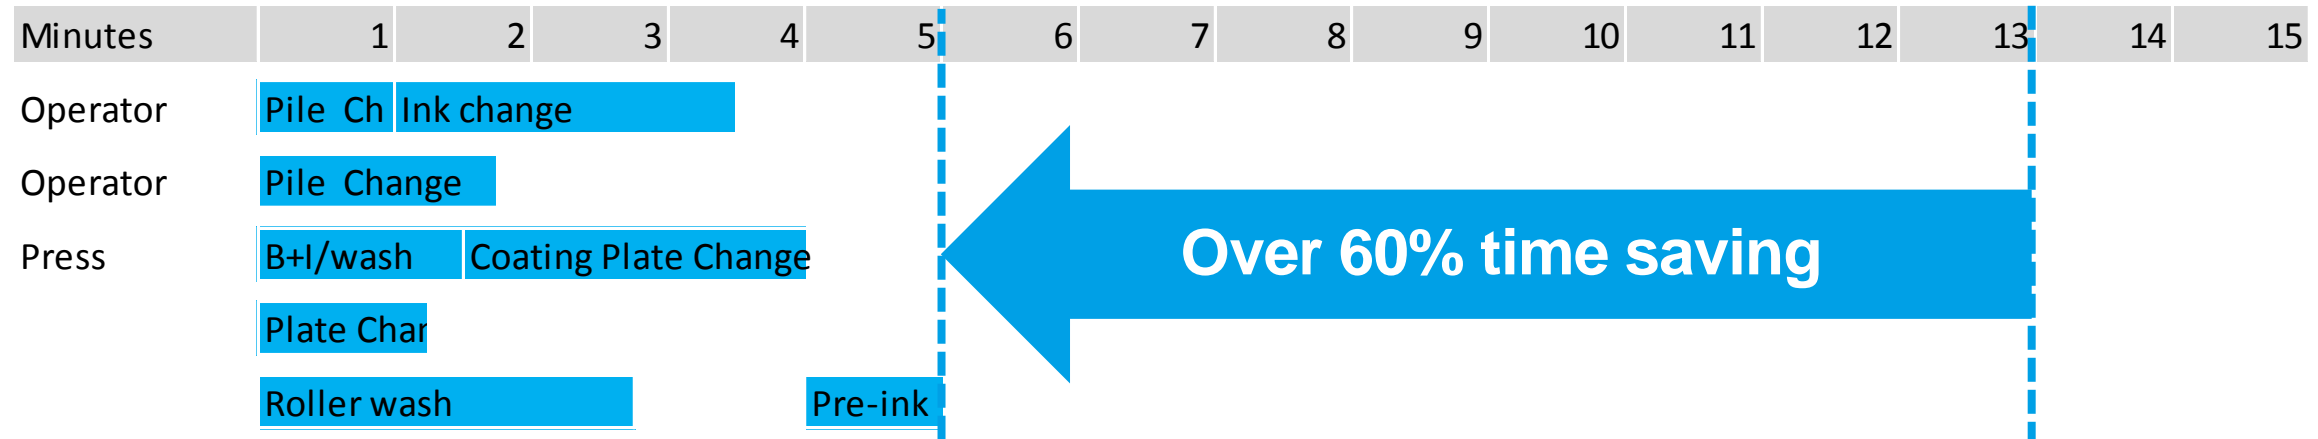 Minutes 1 2 3 4 5 6 7 8 9 10 11 12 13 14 15
Operator Pile Ch Ink change
Operator Pile Change
Press B+I/wash Coating Plate Change
Over 60% time saving
Plate Char
Roller wash Pre-ink